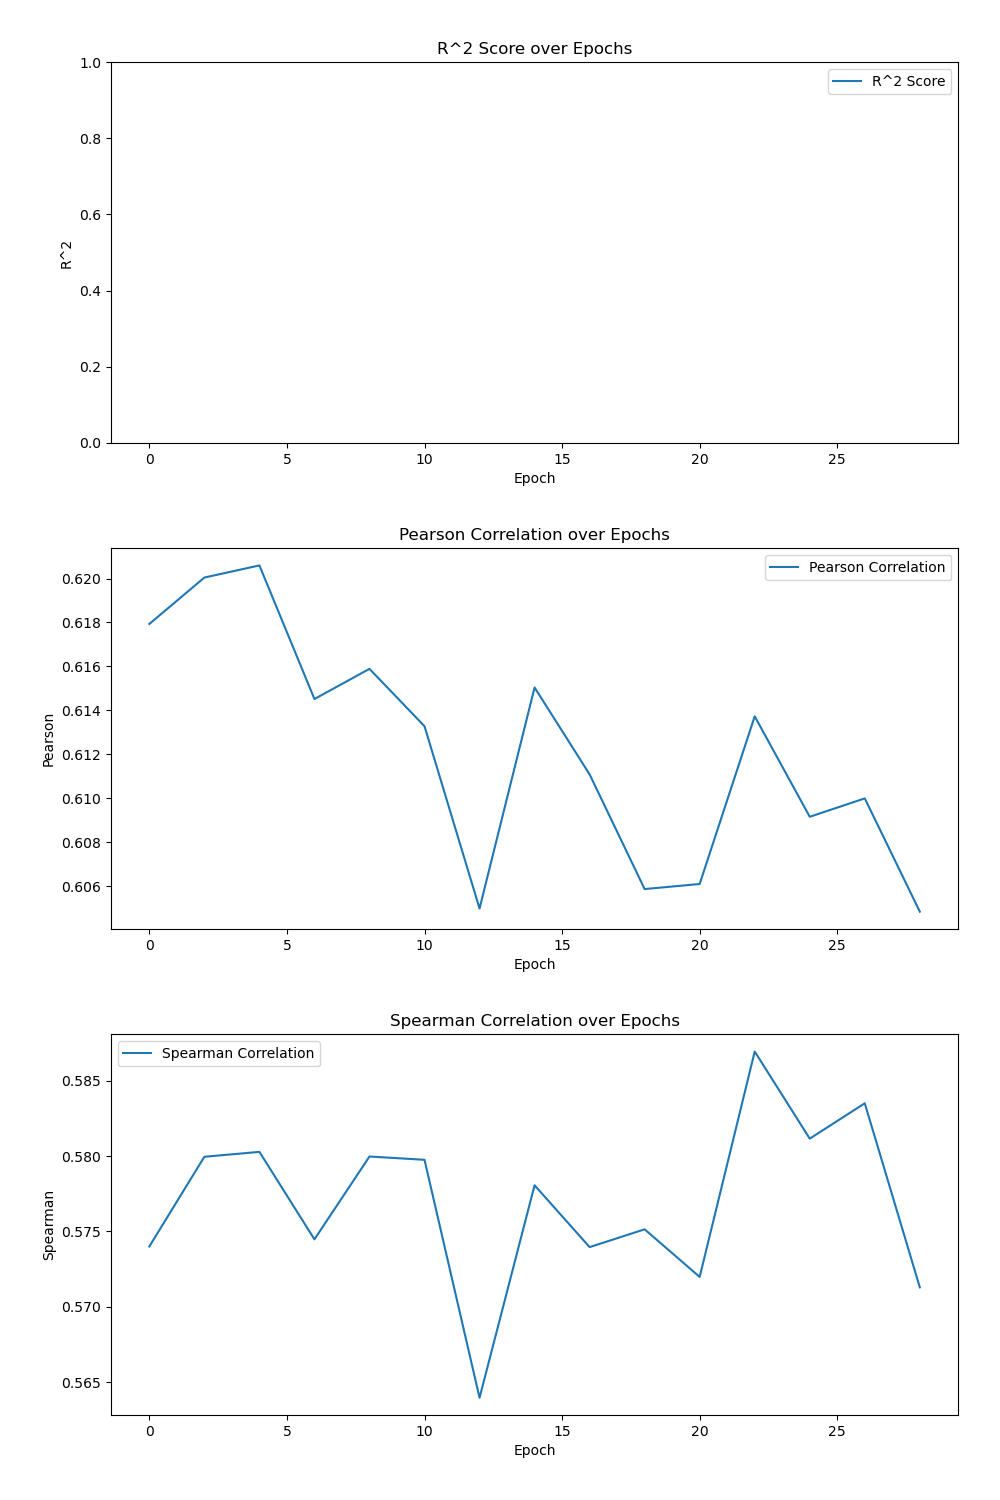 R^2 Score over Epochs
1.0
R^2 Score
0.8
0.6
R^2
0.4
0.2
0.0
0 5 10 15 20 25
Epoch
Pearson Correlation over Epochs
Pearson Correlation
0.620
0.618
0.616
0.614
Pearson
0.612
0.610
0.608
0.606
0 5 10 15 20 25
Epoch
Spearman Correlation over Epochs
Spearman Correlation
0.585
0.580
Spearman
0.575
0.570
0.565
0 5 10 15 20 25
Epoch